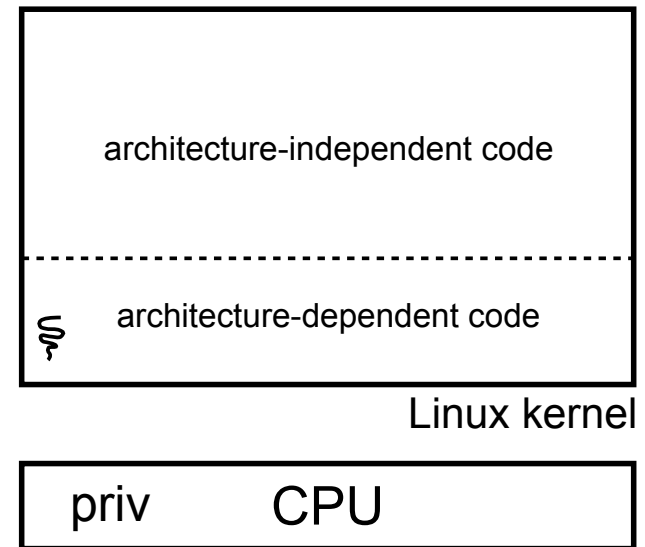 architecture-independent code
architecture-dependent code
Linux kernel
priv CPU